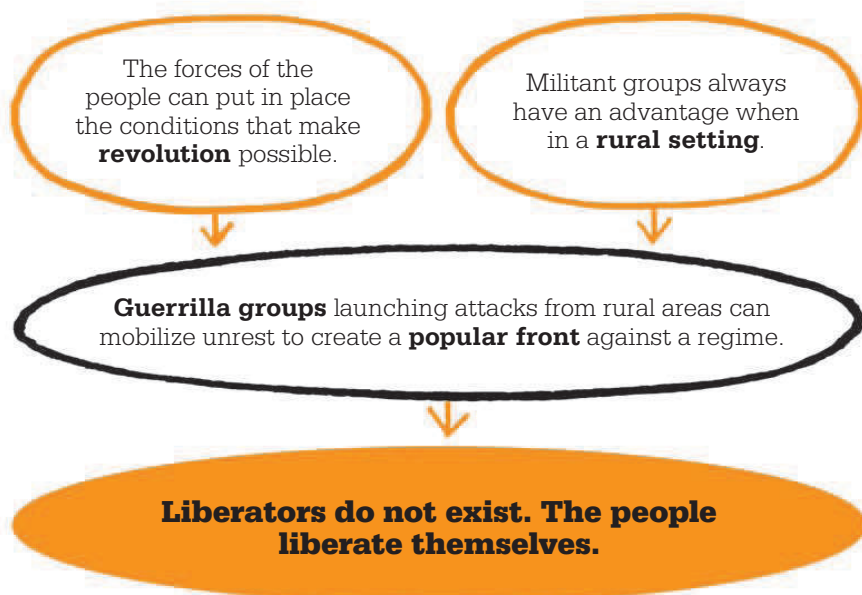 The forces of the
people can put in place
the conditions that make
revolution possible.
Militant groups always
have an advantage when
in a rural setting.
Guerrilla groups launching attacks from rural areas can
mobilize unrest to create a popular front against a regime.
Liberators do not exist. The people
liberate themselves.